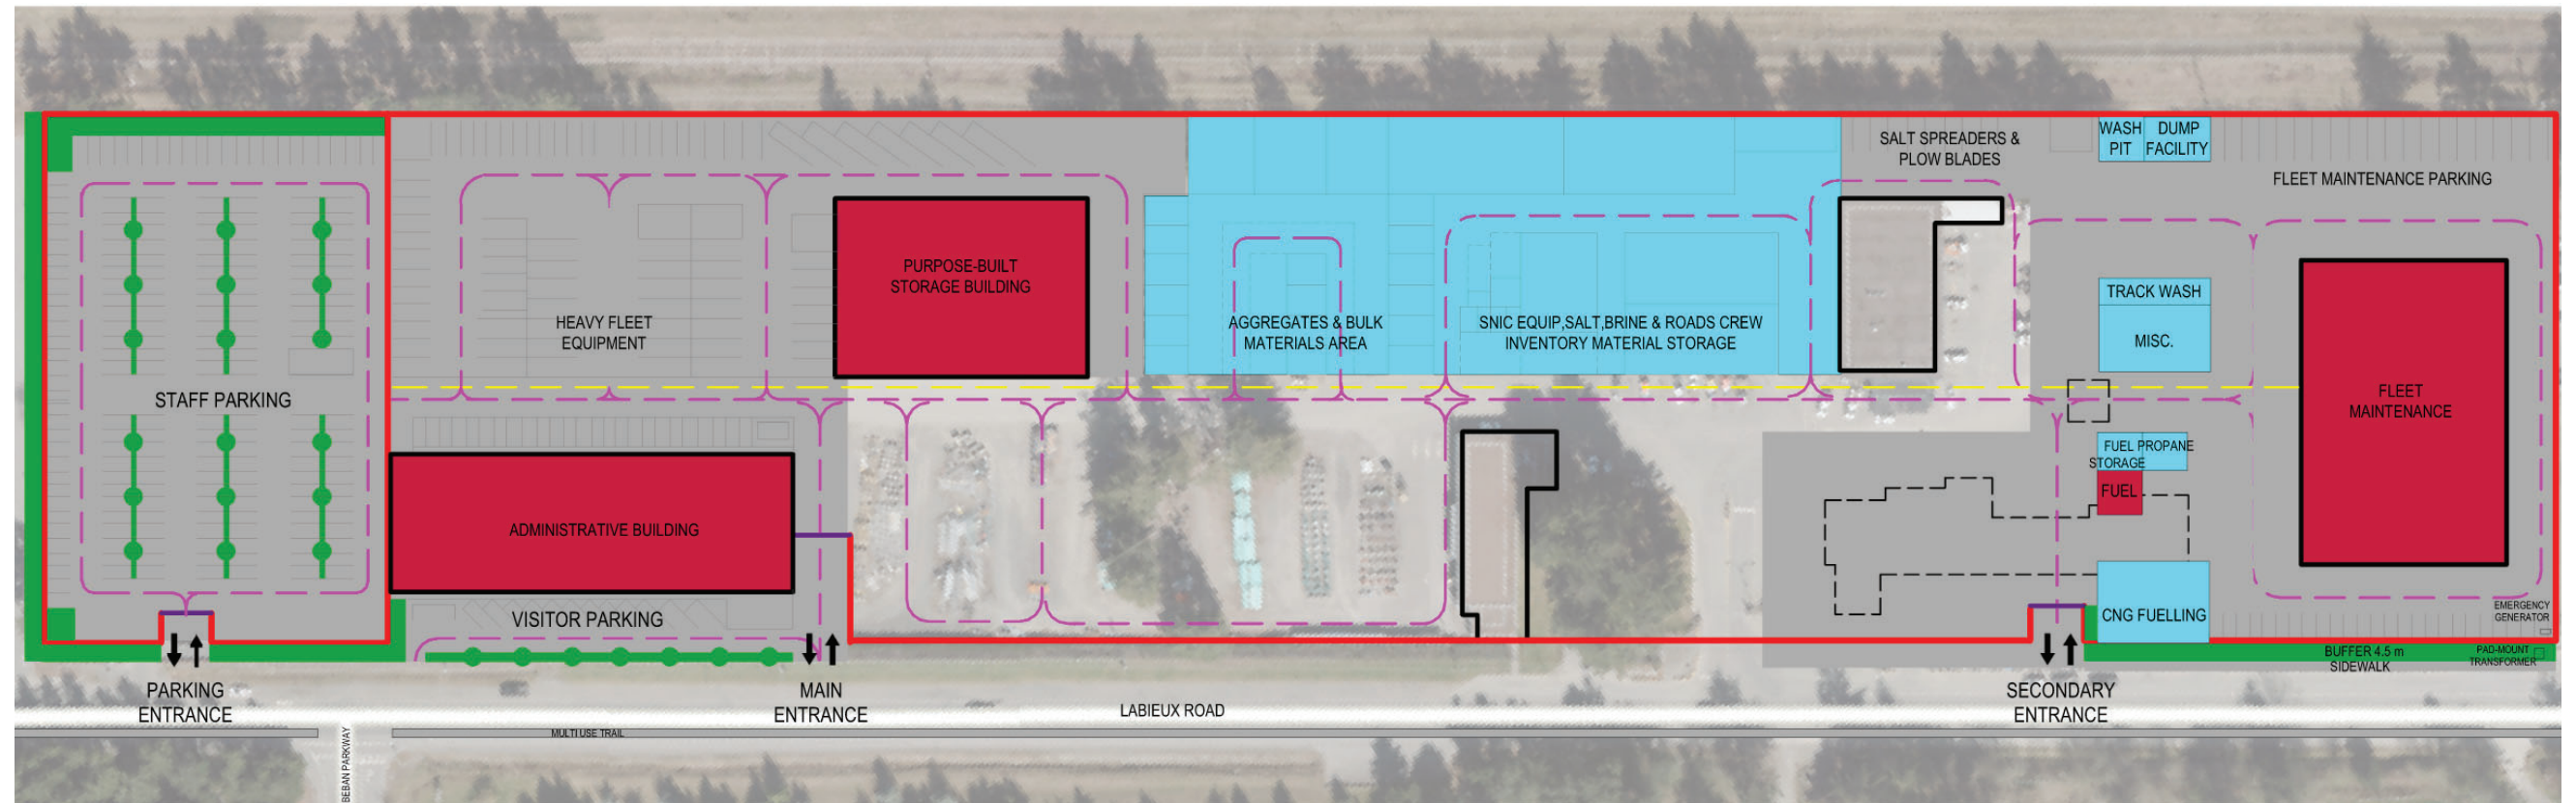 SALT SPREADERS &
PLOW BLADES
WASH
PIT
DUMP
FACILITY
FLEET MAINTENANCE PARKING
PURPOSE-BUILT
STORAGE BUILDING
HEAVY FLEET
EQUIPMENT
AGGREGATES & BULK
MATERIALS AREA
SNIC EQUIP,SALT,BRINE & ROADS CREW
INVENTORY MATERIAL STORAGE
TRACK WASH
MISC.
STAFF PARKING
FLEET
MAINTENANCE
FUEL
STORAGE
PROPANE
FUEL
ADMINISTRATIVE BUILDING
VISITOR PARKING
CNG FUELLING
EMERGENCY
GENERATOR
BUFFER 4.5 m
SIDEWALK
PAD-MOUNT
TRANSFORMER
PARKING
ENTRANCE
MAIN
ENTRANCE
LABIEUX ROAD
SECONDARY
ENTRANCE
MULTI USE TRAIL
BEBAN PARKWAY